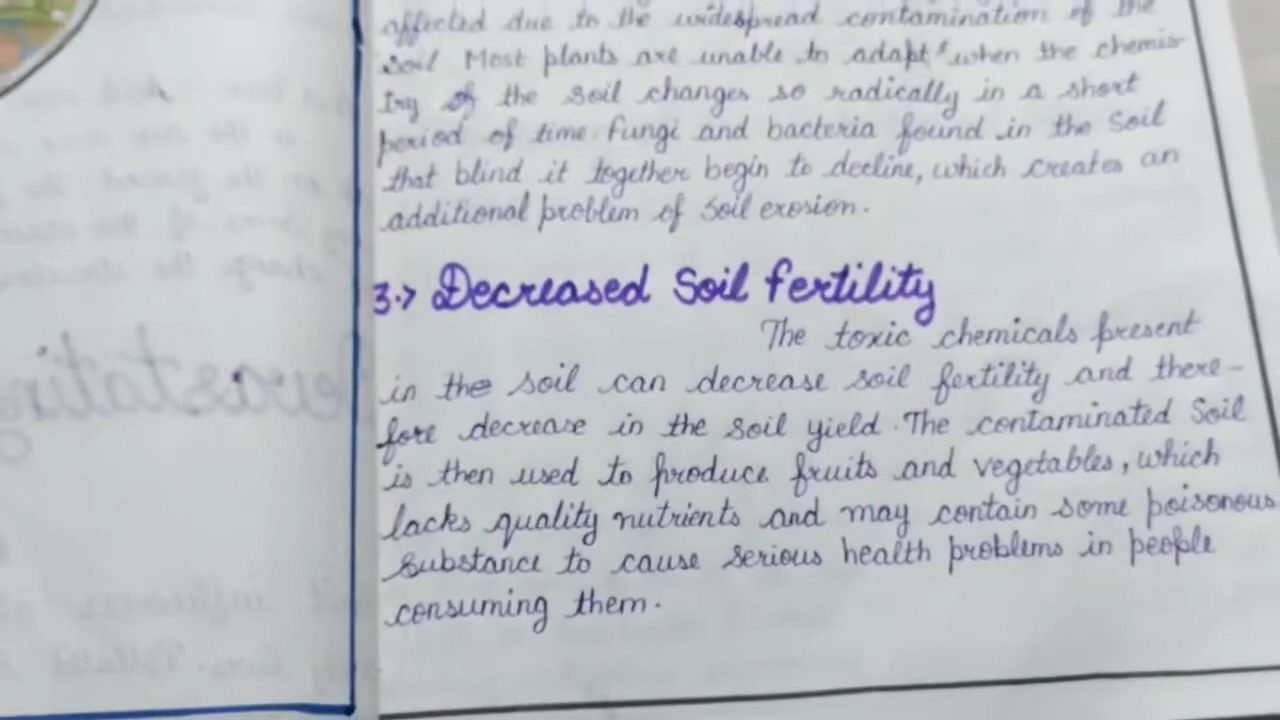 affected due to the widespread contamination of the
soil Most plants are unable to adapt when the chemis-
try of the soil changes so radically in a short
period of time Fungi and bacteria found in the soil
that blind it together begin to decline, which creates an
additional problem of soil erosion.
3.> Decreased Soil fertility
The toxic chemicals present
in the soil can decrease soil fertility and there-
fore decrease in the soil yield. The contaminated Soil
is then used to produce fruits and vegetables, which
lacks quality nutrients and may contain some poisonous
substance to cause serious health problems in people
consuming them.